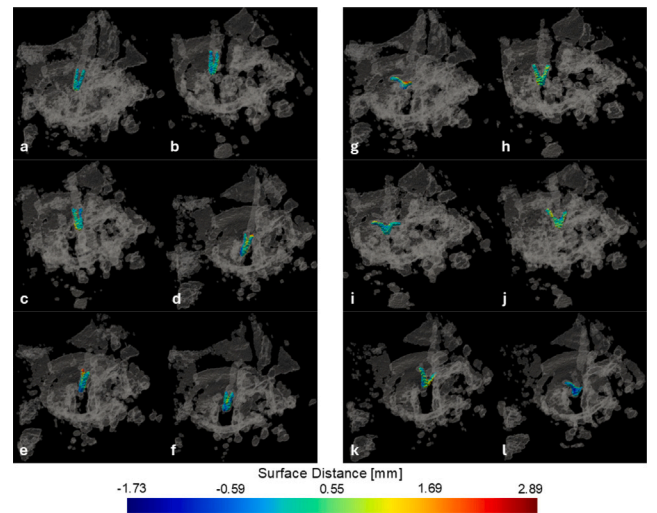 a b g h
c d i j
e f k l
Surface Distance [mm]
-1.73 -0.59 0.55 1.69 2.89